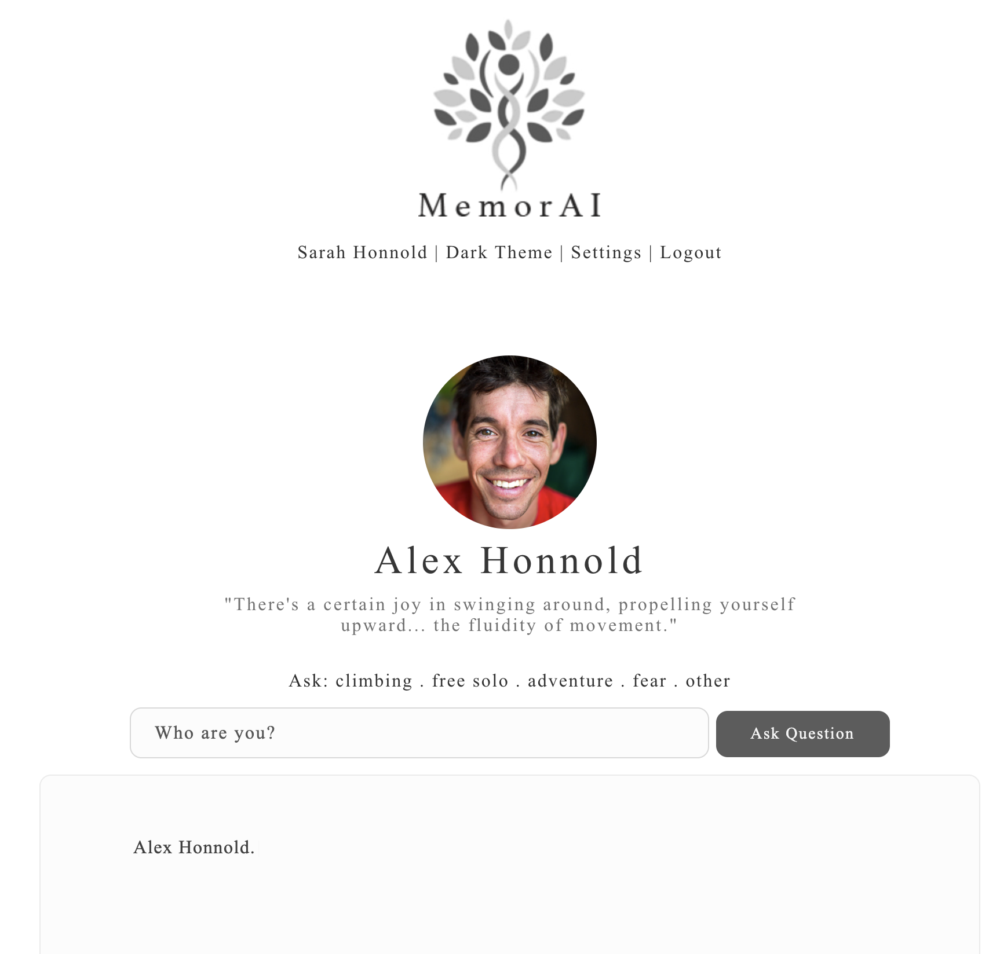 MemorAI
Sarah Honnold | Dark Theme | Settings | Logout
Alex Honnold
"There's a certain joy in swinging around, propelling yourself
upward... the fluidity of movement."
Ask: climbing . free solo . adventure . fear . other
Who are you?
Ask Question
Alex Honnold.